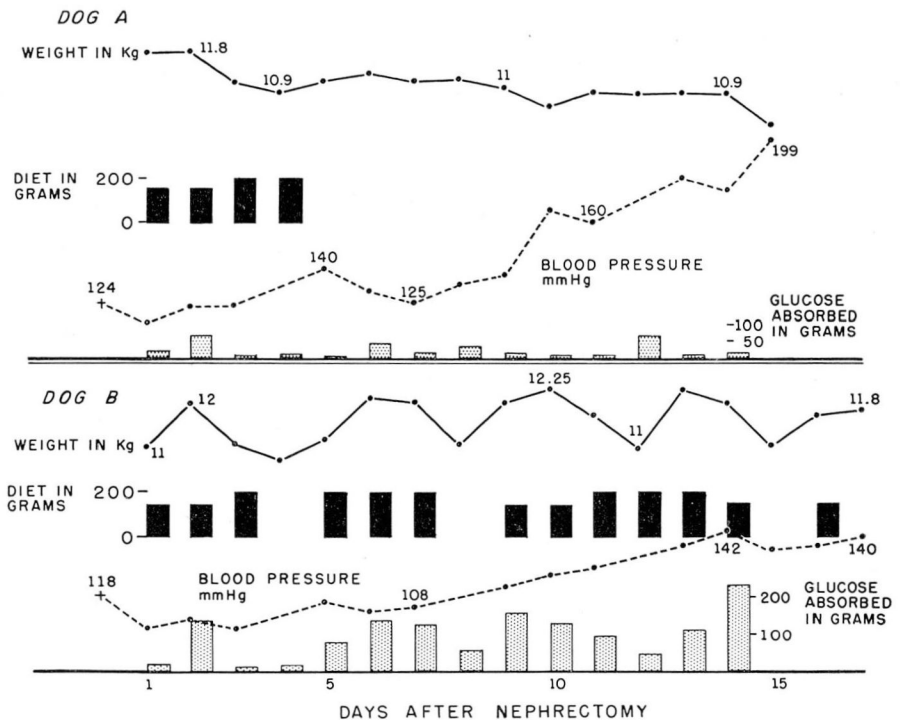 DOG A
WEIGHT IN Kg
11.8
10.9
11
10.9
199
DIET IN
GRAMS
200
0
160
140
BLOOD PRESSURE
mmHg
124
125
GLUCOSE
ABSORBED
IN GRAMS
100
50
DOG B
12.25
12
11.8
WEIGHT IN Kg
11
11
DIET IN
GRAMS
200
0
142
140
118
BLOOD PRESSURE
mmHg
108
GLUCOSE
ABSORBED
IN GRAMS
200
100
1 5 10 15
DAYS AFTER NEPHRECTOMY